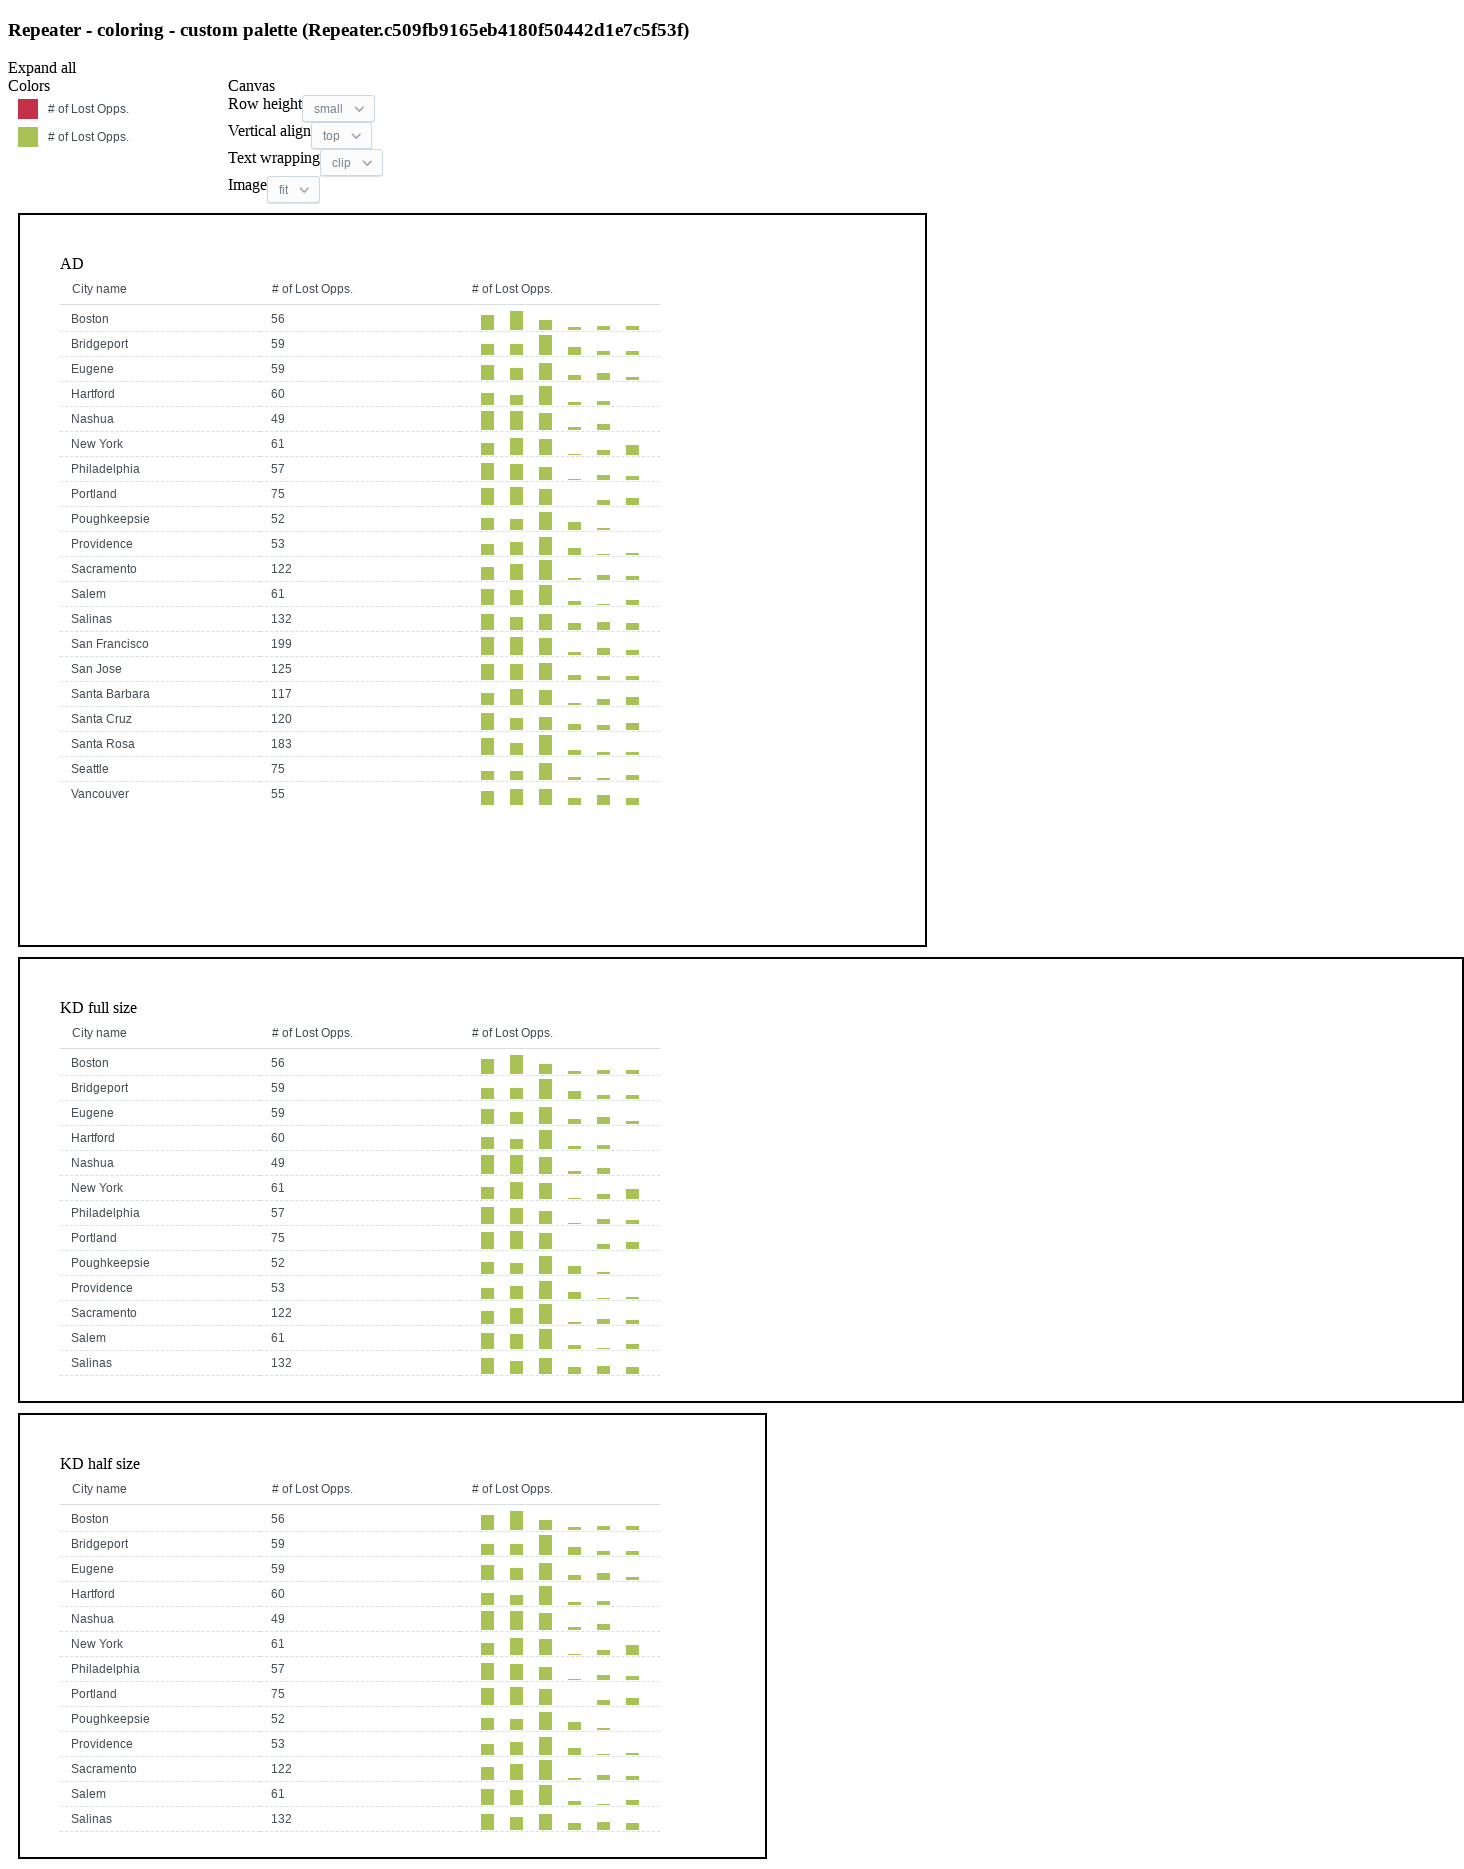 Repeater - coloring - custom palette (Repeater.c509fb9165eb4180f50442d1e7c5f53f)
Expand all
Colors
# of Lost Opps.
# of Lost Opps.
Canvas
Row height small
Vertical align top
Text wrapping clip
Image fit
AD
City name # of Lost Opps. # of Lost Opps.
Boston 56
Bridgeport 59
Eugene 59
Hartford 60
Nashua 49
New York 61
Philadelphia 57
Portland 75
Poughkeepsie 52
Providence 53
Sacramento 122
Salem 61
Salinas 132
San Francisco 199
San Jose 125
Santa Barbara 117
Santa Cruz 120
Santa Rosa 183
Seattle 75
Vancouver 55
KD full size
City name # of Lost Opps. # of Lost Opps.
Boston 56
Bridgeport 59
Eugene 59
Hartford 60
Nashua 49
New York 61
Philadelphia 57
Portland 75
Poughkeepsie 52
Providence 53
Sacramento 122
Salem 61
Salinas 132
KD half size
City name # of Lost Opps. # of Lost Opps.
Boston 56
Bridgeport 59
Eugene 59
Hartford 60
Nashua 49
New York 61
Philadelphia 57
Portland 75
Poughkeepsie 52
Providence 53
Sacramento 122
Salem 61
Salinas 132